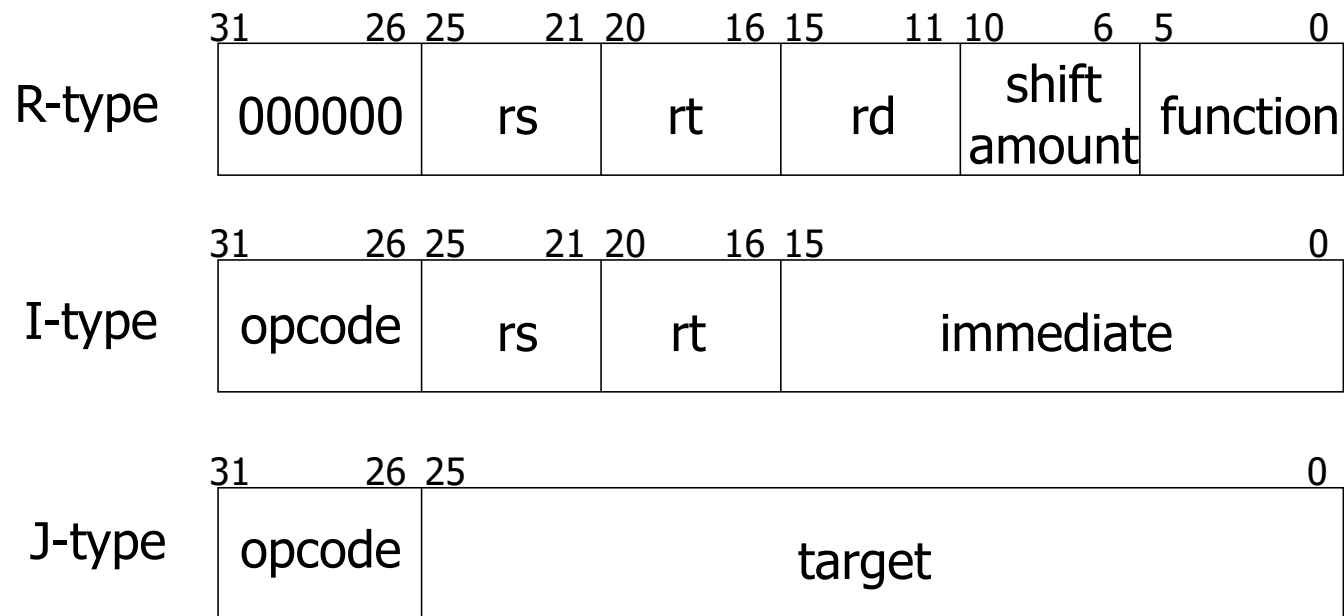 31 26 25 21 20 16 15 11 10 6 5 0
R-type 000000 rs rt rd shift amount function
31 26 25 21 20 16 15 0
I-type opcode rs rt immediate
31 26 25 0
J-type opcode target